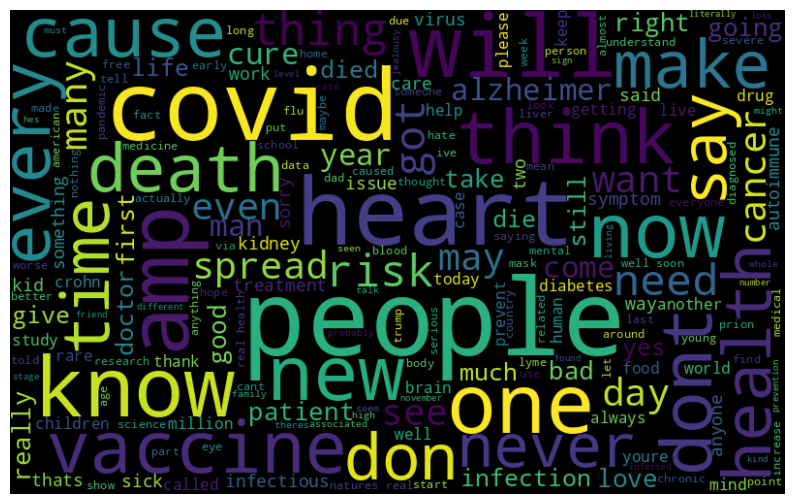 cause
thing
will
make
right
going
virus
long
due
literally
loss
must
almost
keep
please
every
many
free
home
early
tell
life
cure
work
died
care
jealousy
week
person
sign
understand
severe
covid
think
say
alzheimer
said
drug
might
hes
made
pandemic
level
american
fact
flu
maybe
someone
rate
look
help
getting
live
liver
put
got
hate
ive
mean
diagnosed
cancer
autoimmune
nothing
medicine
school
data
year
dad
caused
thought
take
two
want
everyone
death
time
something
actually
issue
heart
even
man
sorry
case
die
still
symptom
now
first
amp
via
seen
blood
saying
mask
mental
living
well soon
whole
worse
crohn
kidney
spread
risk
may
come
need
kid
better
doctor
anything
treatment
today
prevent
country
diabetes
way
another
number
give
different
friend
hope
talk
people
serious
related
human
last
prion
medical
study
rare
real health
good
trump
around
young
told
research
thank
probably
body
lyme
found
let
food
world
find
know
new
cant
brain
use
yes
dont
health
stage
age
family
seem
november
much
bad
one
day
really
children
science
million
patient
high
theres
associated
see
always
anyone
increase
prevention
vaccine
don
never
part
eye
well
youre
chronic
infected
kind
thats
show
sick
called
infectious
natures real
start
infection
love
mind
point